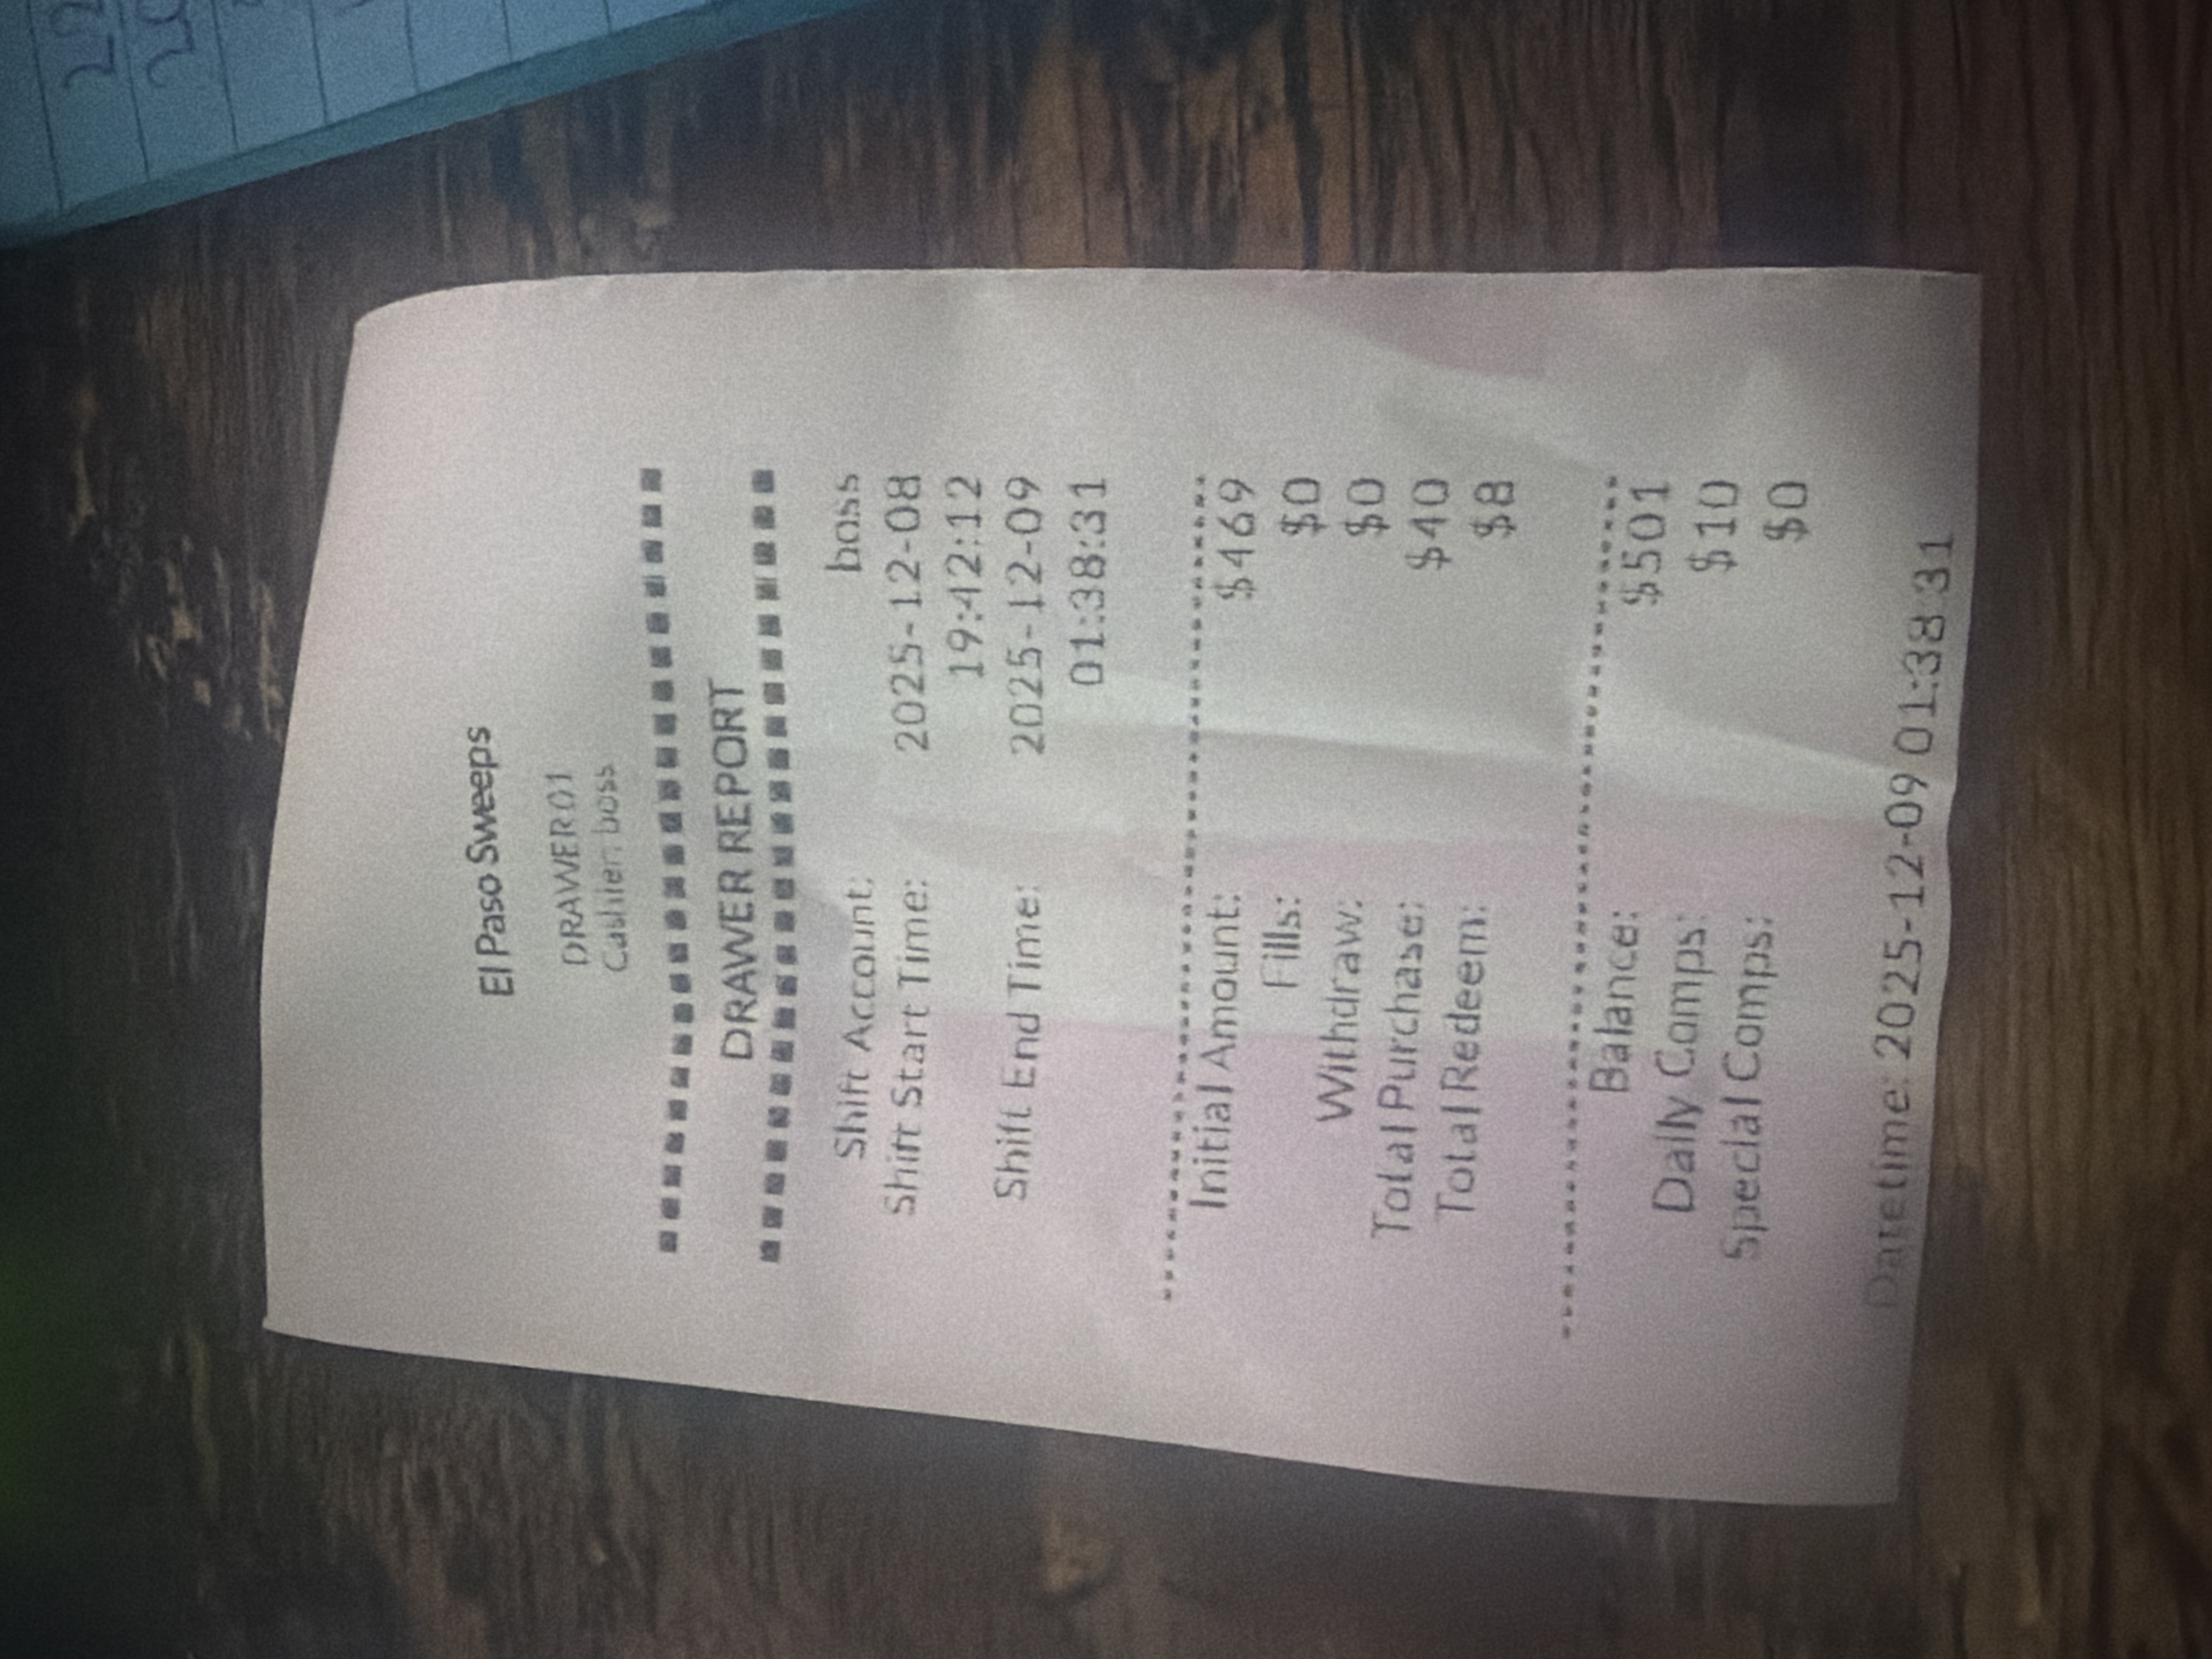 El Paso Sweeps
DRAWER01
Cashier: boss
DRAWER REPORT
Shift Account: boss
Shift Start Time: 2025-12-08
19:42:12
Shift End Time: 2025-12-09
01:38:31
Initial Amount: $469
Fills: $0
Withdraw: $0
Total Purchase: $40
Total Redeem: $8
Balance: $501
Daily Comps: $10
Special Comps: $0
Datetime: 2025-12-09 01:38:31